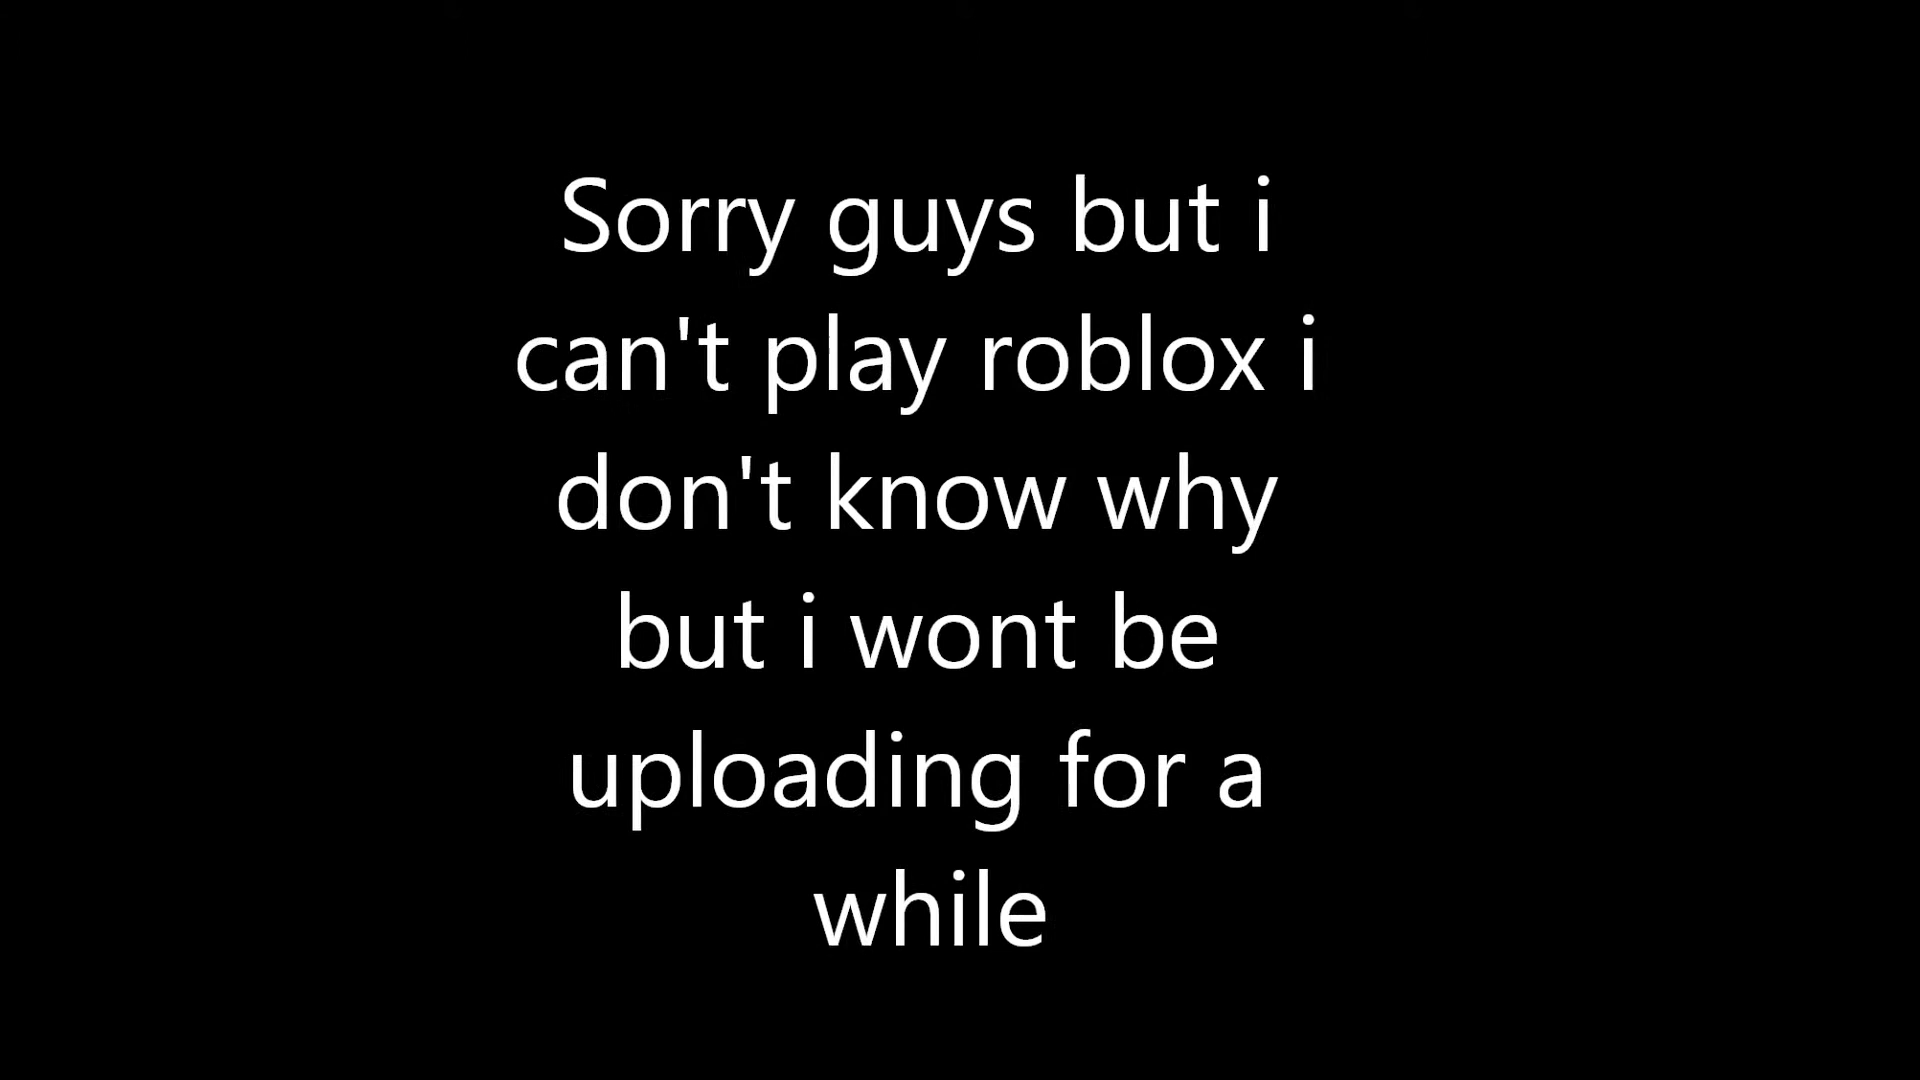 Sorry guys but i
can't play roblox i
don't know why
but i wont be
uploading for a
while